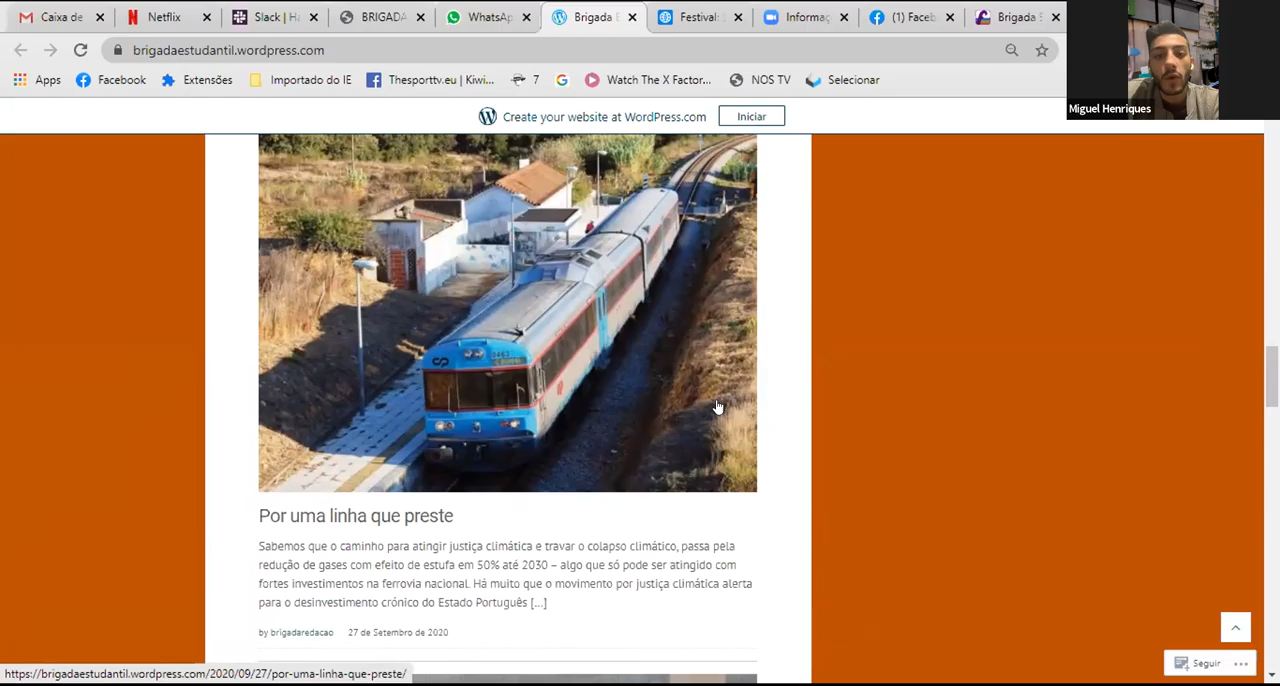 Caixa de
Netflix
Slack | Ha
BRIGADA
WhatsAp
Brigada E
Festival:
Informaç
(1) Faceb
Brigada
brigadaestudantil.wordpress.com
Apps
Facebook
Extensões
Importado do IE
Thesporttv.eu | Kiwi...
7
Watch The X Factor...
NOS TV
Selecionar
Miguel Henriques
Create your website at WordPress.com
Iniciar
Por uma linha que preste
Sabemos que o caminho para atingir justiça climática e travar o colapso climático, passa pela
redução de gases com efeito de estufa em 50% até 2030 – algo que só pode ser atingido com
fortes investimentos na ferrovia nacional. Há muito que o movimento por justiça climática alerta
para o desinvestimento crónico do Estado Português [...]
by brigadaredacao 27 de Setembro de 2020
Seguir
https://brigadaestudantil.wordpress.com/2020/09/27/por-uma-linha-que-preste/